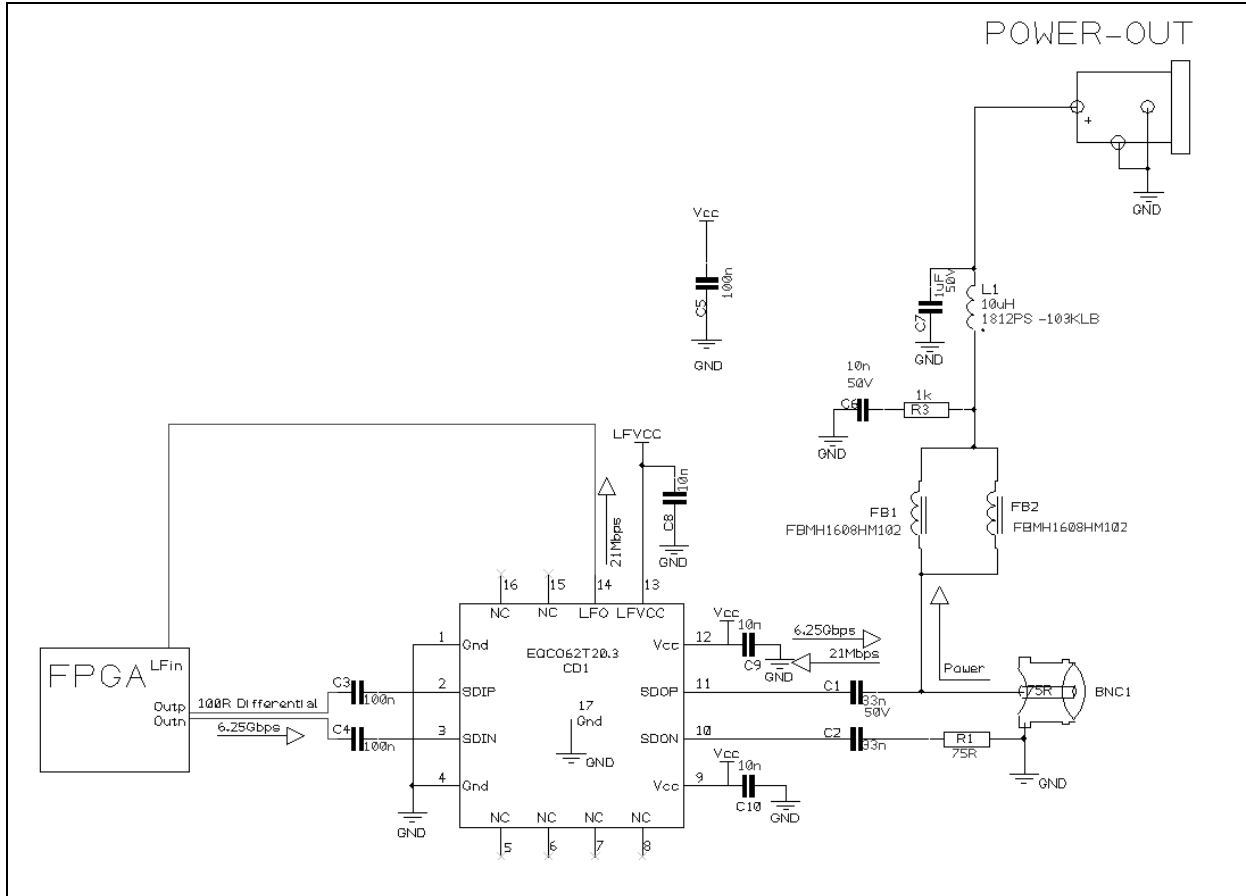 POWER-OUT
+
GND
Vcc
C5
100n
GND
C7
1uF
50V
GND
L1
10uH
1812PS -103KLB
10n
50V
C6
1k
R3
GND
LFVCC
10n
C8
GND
21Mbps
FB1
FBMH1608HM102
FB2
FBMH1608HM102
16
15
14
13
NC
NC
LFO
LFVCC
EQCO62T20.3
CD1
1
Gnd
2
SDIP
3
SDIN
4
Gnd
17
Gnd
GND
Vcc
12
SDOP
11
SDON
10
Vcc
9
NC
NC
NC
NC
5
6
7
8
GND
FPGA
LFin
Outp
Outn
100R Differential
6.25Gbps
C3
100n
C4
100n
Vcc
10n
C9
GND
6.25Gbps
21Mbps
Power
C1
33n
50V
C2
33n
R1
75R
75R
BNC1
GND
Vcc
10n
C10
GND